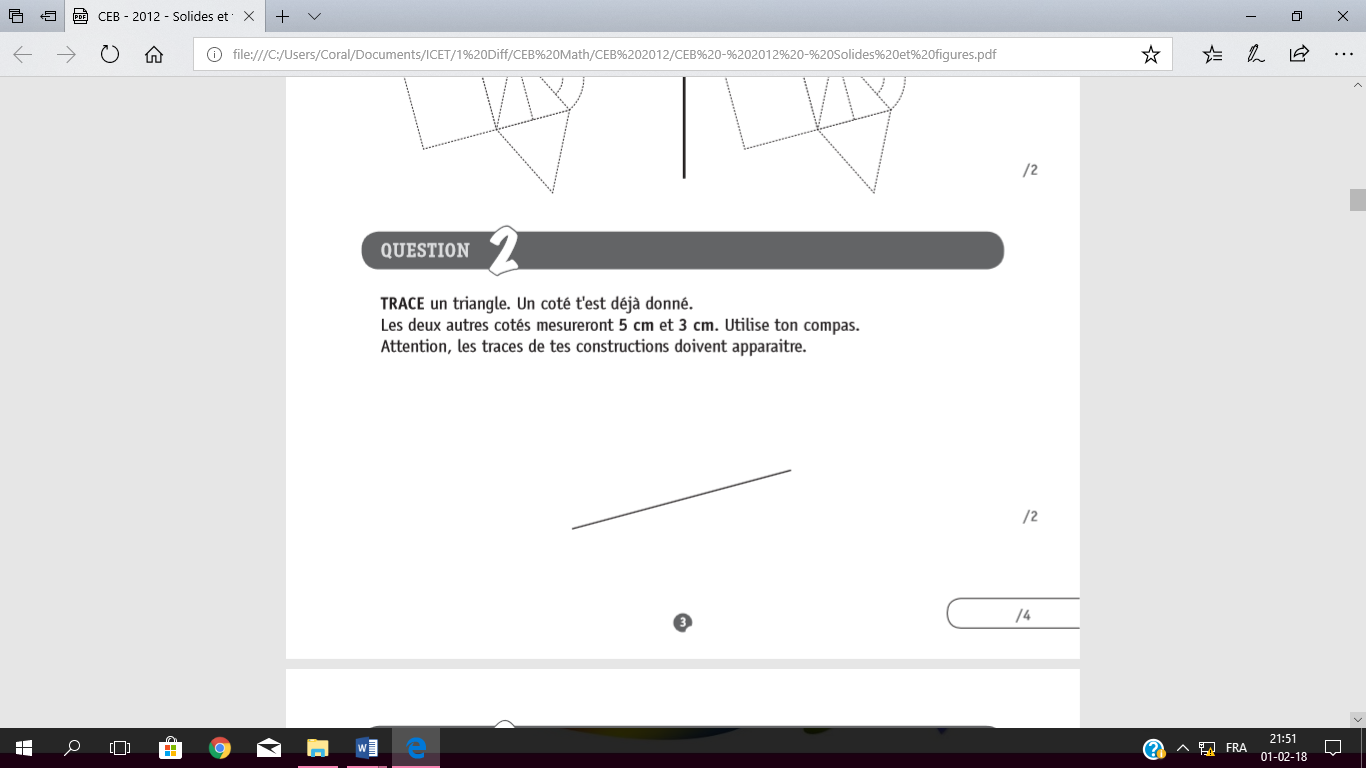 CEB - 2012 - Solides et
file:///C:/Users/Coral/Documents/ICET/1%20Diff/CEB%20Math/CEB%202012/CEB%20-%202012%20-%20Solides%20et%20figures.pdf
/2
QUESTION 2
TRACE un triangle. Un coté t'est déjà donné.
Les deux autres cotés mesureront 5 cm et 3 cm. Utilise ton compas.
Attention, les traces de tes constructions doivent apparaitre.
/2
/4
3
FRA
21:51
01-02-18